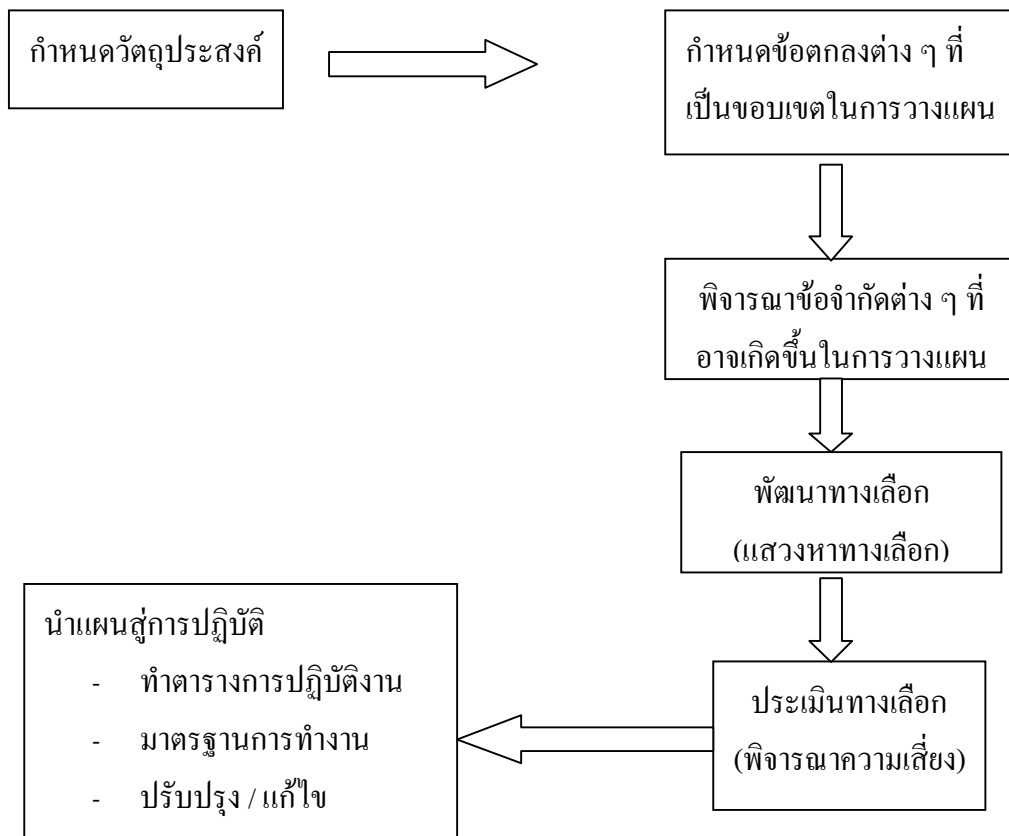 กำหนดวัตถุประสงค์
กำหนดข้อตกลงต่าง ๆ ที่
เป็นขอบเขตในการวางแผน
พิจารณาข้อจำกัดต่าง ๆ ที่
อาจเกิดขึ้นในการวางแผน
พัฒนาทางเลือก
(แสวงหาทางเลือก)
ประเมินทางเลือก
(พิจารณาความเสี่ยง)
นำแผนสู่การปฏิบัติ
- ทำตารางการปฏิบัติงาน
- มาตรฐานการทำงาน
- ปรับปรุง / แก้ไข